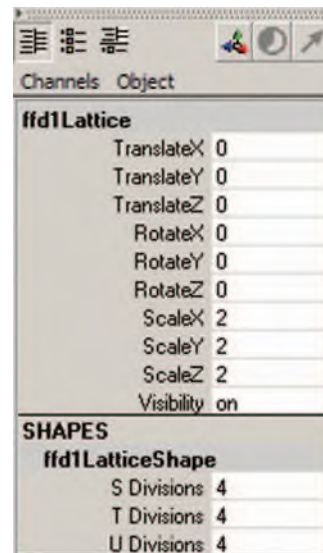 Channels Object
ffd1Lattice
TranslateX 0
TranslateY 0
TranslateZ 0
RotateX 0
RotateY 0
RotateZ 0
ScaleX 2
ScaleY 2
ScaleZ 2
Visibility on
SHAPES
ffd1LatticeShape
S Divisions 4
T Divisions 4
U Divisions 4